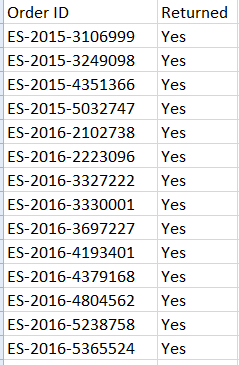 Order ID Returned
ES-2015-3106999 Yes
ES-2015-3249098 Yes
ES-2015-4351366 Yes
ES-2015-5032747 Yes
ES-2016-2102738 Yes
ES-2016-2223096 Yes
ES-2016-3327222 Yes
ES-2016-3330001 Yes
ES-2016-3697227 Yes
ES-2016-4193401 Yes
ES-2016-4379168 Yes
ES-2016-4804562 Yes
ES-2016-5238758 Yes
ES-2016-5365524 Yes